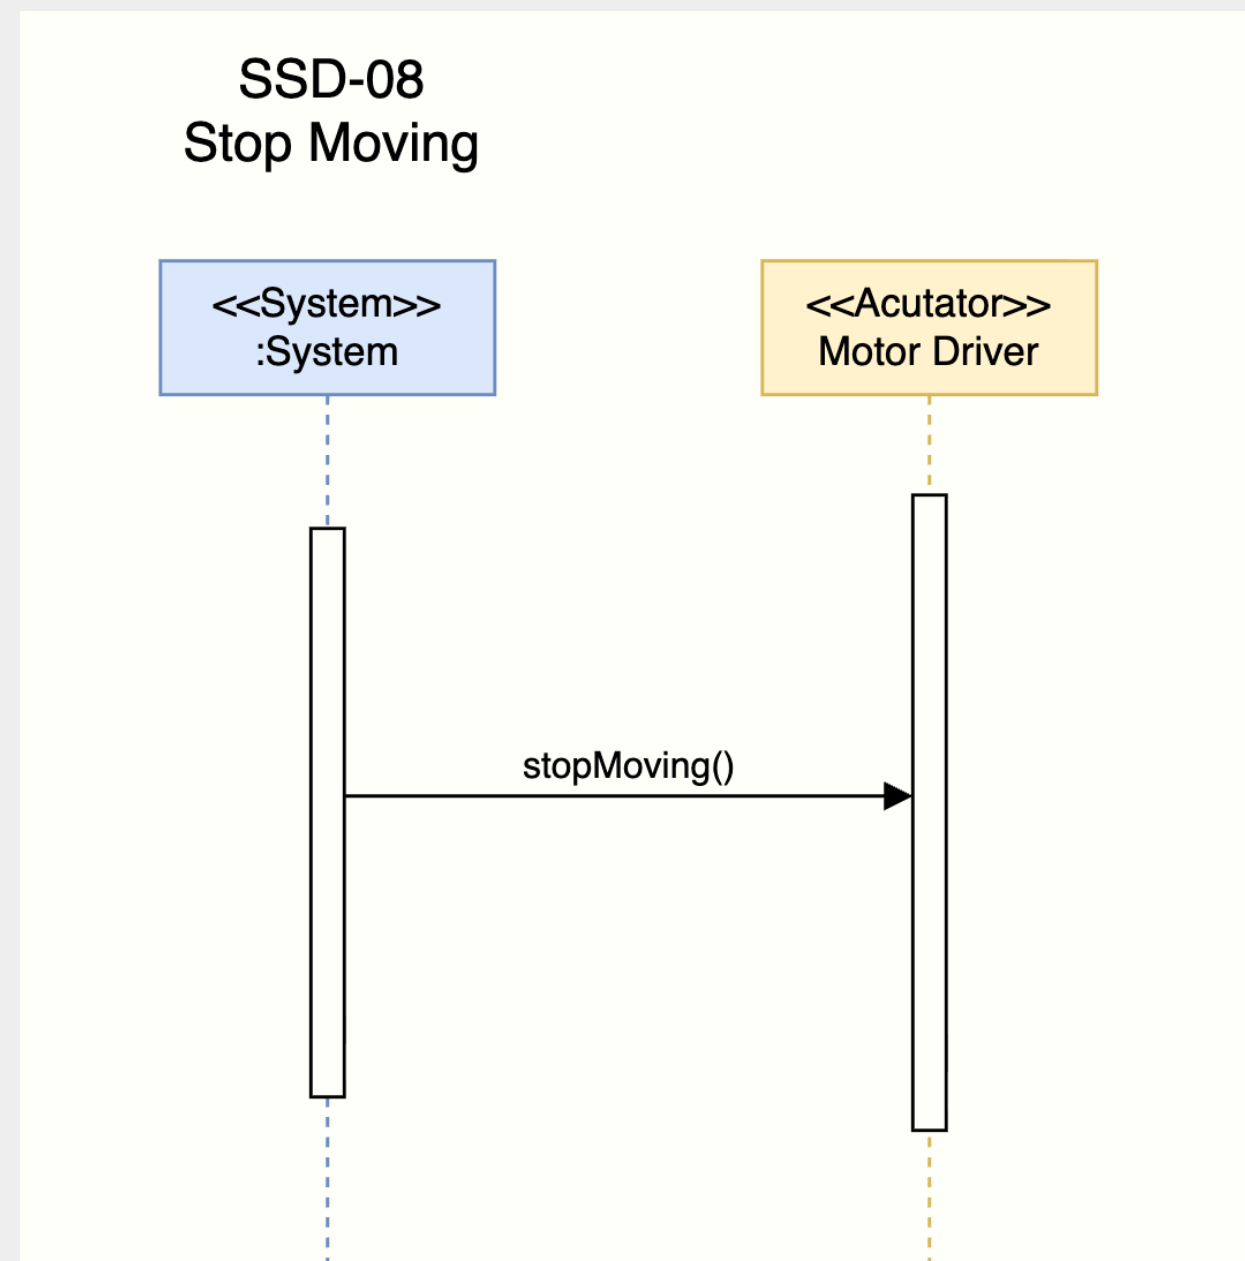 SSD-08
Stop Moving
<<System>>
:System
<<Acutator>>
Motor Driver
stopMoving()